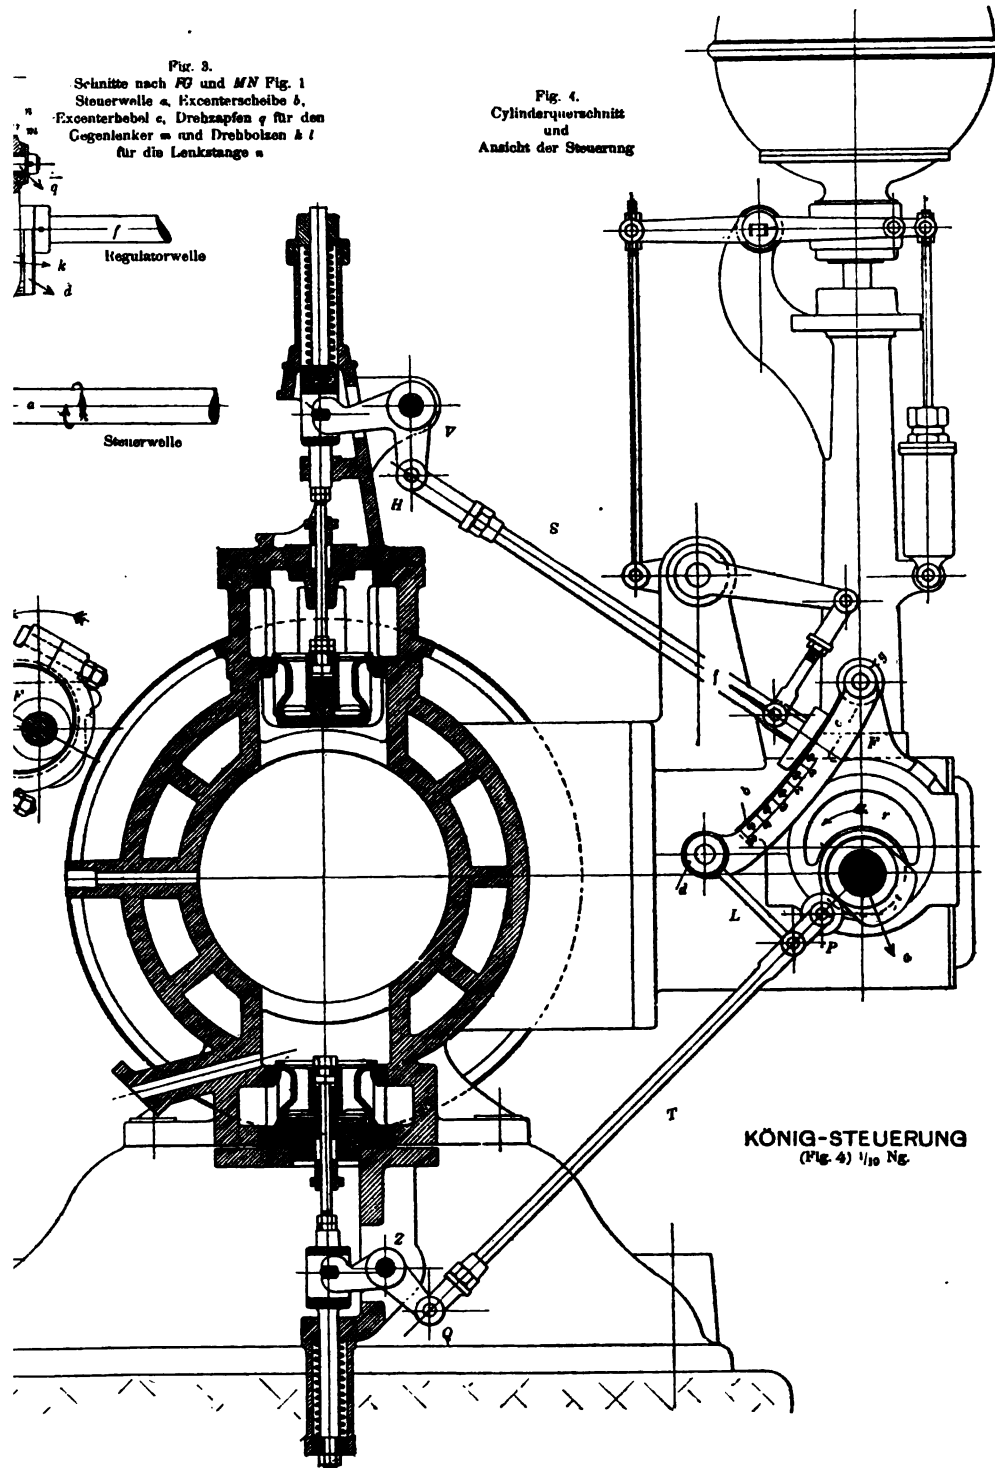 Fig. 3.
Schnitte nach FG und MN Fig. 1
Steuerwelle a, Excenterscheibe b,
Excenterhebel c, Drehzapfen q für den
Gegenlenker m und Drehbolzen k l
für die Lenkstange n
Fig. 4.
Cylinderquerschnitt
und
Ansicht der Steuerung
m
q
f
Regulatorwelle
k
d
a
Steuerwelle
V
H
S
f
g
c
F
b
r
d
L
P
a
T
KÖNIG-STEUERUNG
(Fig. 4) 1/10 Ng.
Z
Q